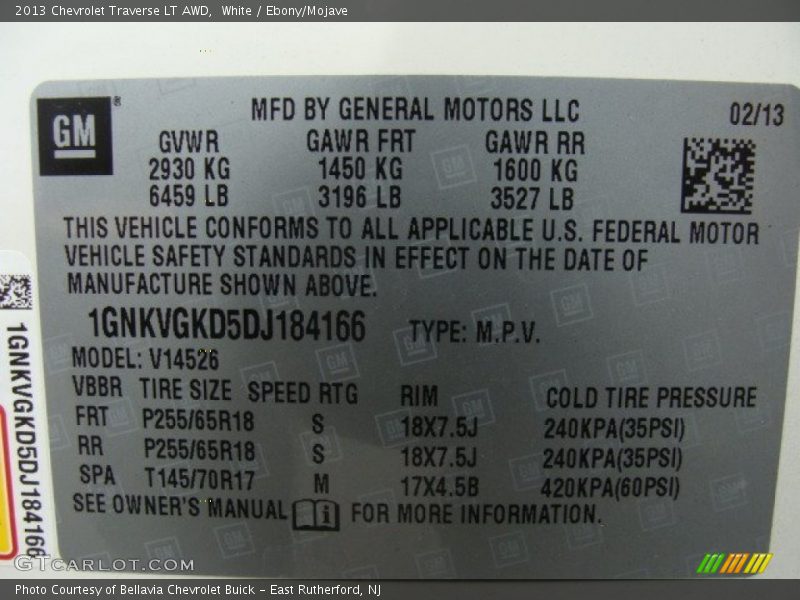 2013 Chevrolet Traverse LT AWD, White / Ebony/Mojave
GM ®
MFD BY GENERAL MOTORS LLC 02/13
GVWR GAWR FRT GAWR RR
2930 KG 1450 KG 1600 KG
6459 LB 3196 LB 3527 LB
THIS VEHICLE CONFORMS TO ALL APPLICABLE U.S. FEDERAL MOTOR
VEHICLE SAFETY STANDARDS IN EFFECT ON THE DATE OF
MANUFACTURE SHOWN ABOVE.
1GNKVGKD5DJ184166 TYPE: M.P.V.
MODEL: V14526
VBBR TIRE SIZE SPEED RTG RIM COLD TIRE PRESSURE
FRT P255/65R18 S 18X7.5J 240KPA(35PSI)
RR P255/65R18 S 18X7.5J 240KPA(35PSI)
SPA T145/70R17 M 17X4.5B 420KPA(60PSI)
SEE OWNER'S MANUAL i FOR MORE INFORMATION.
1GNKVGKD5DJ184166
GTCARLOT.COM
Photo Courtesy of Bellavia Chevrolet Buick - East Rutherford, NJ